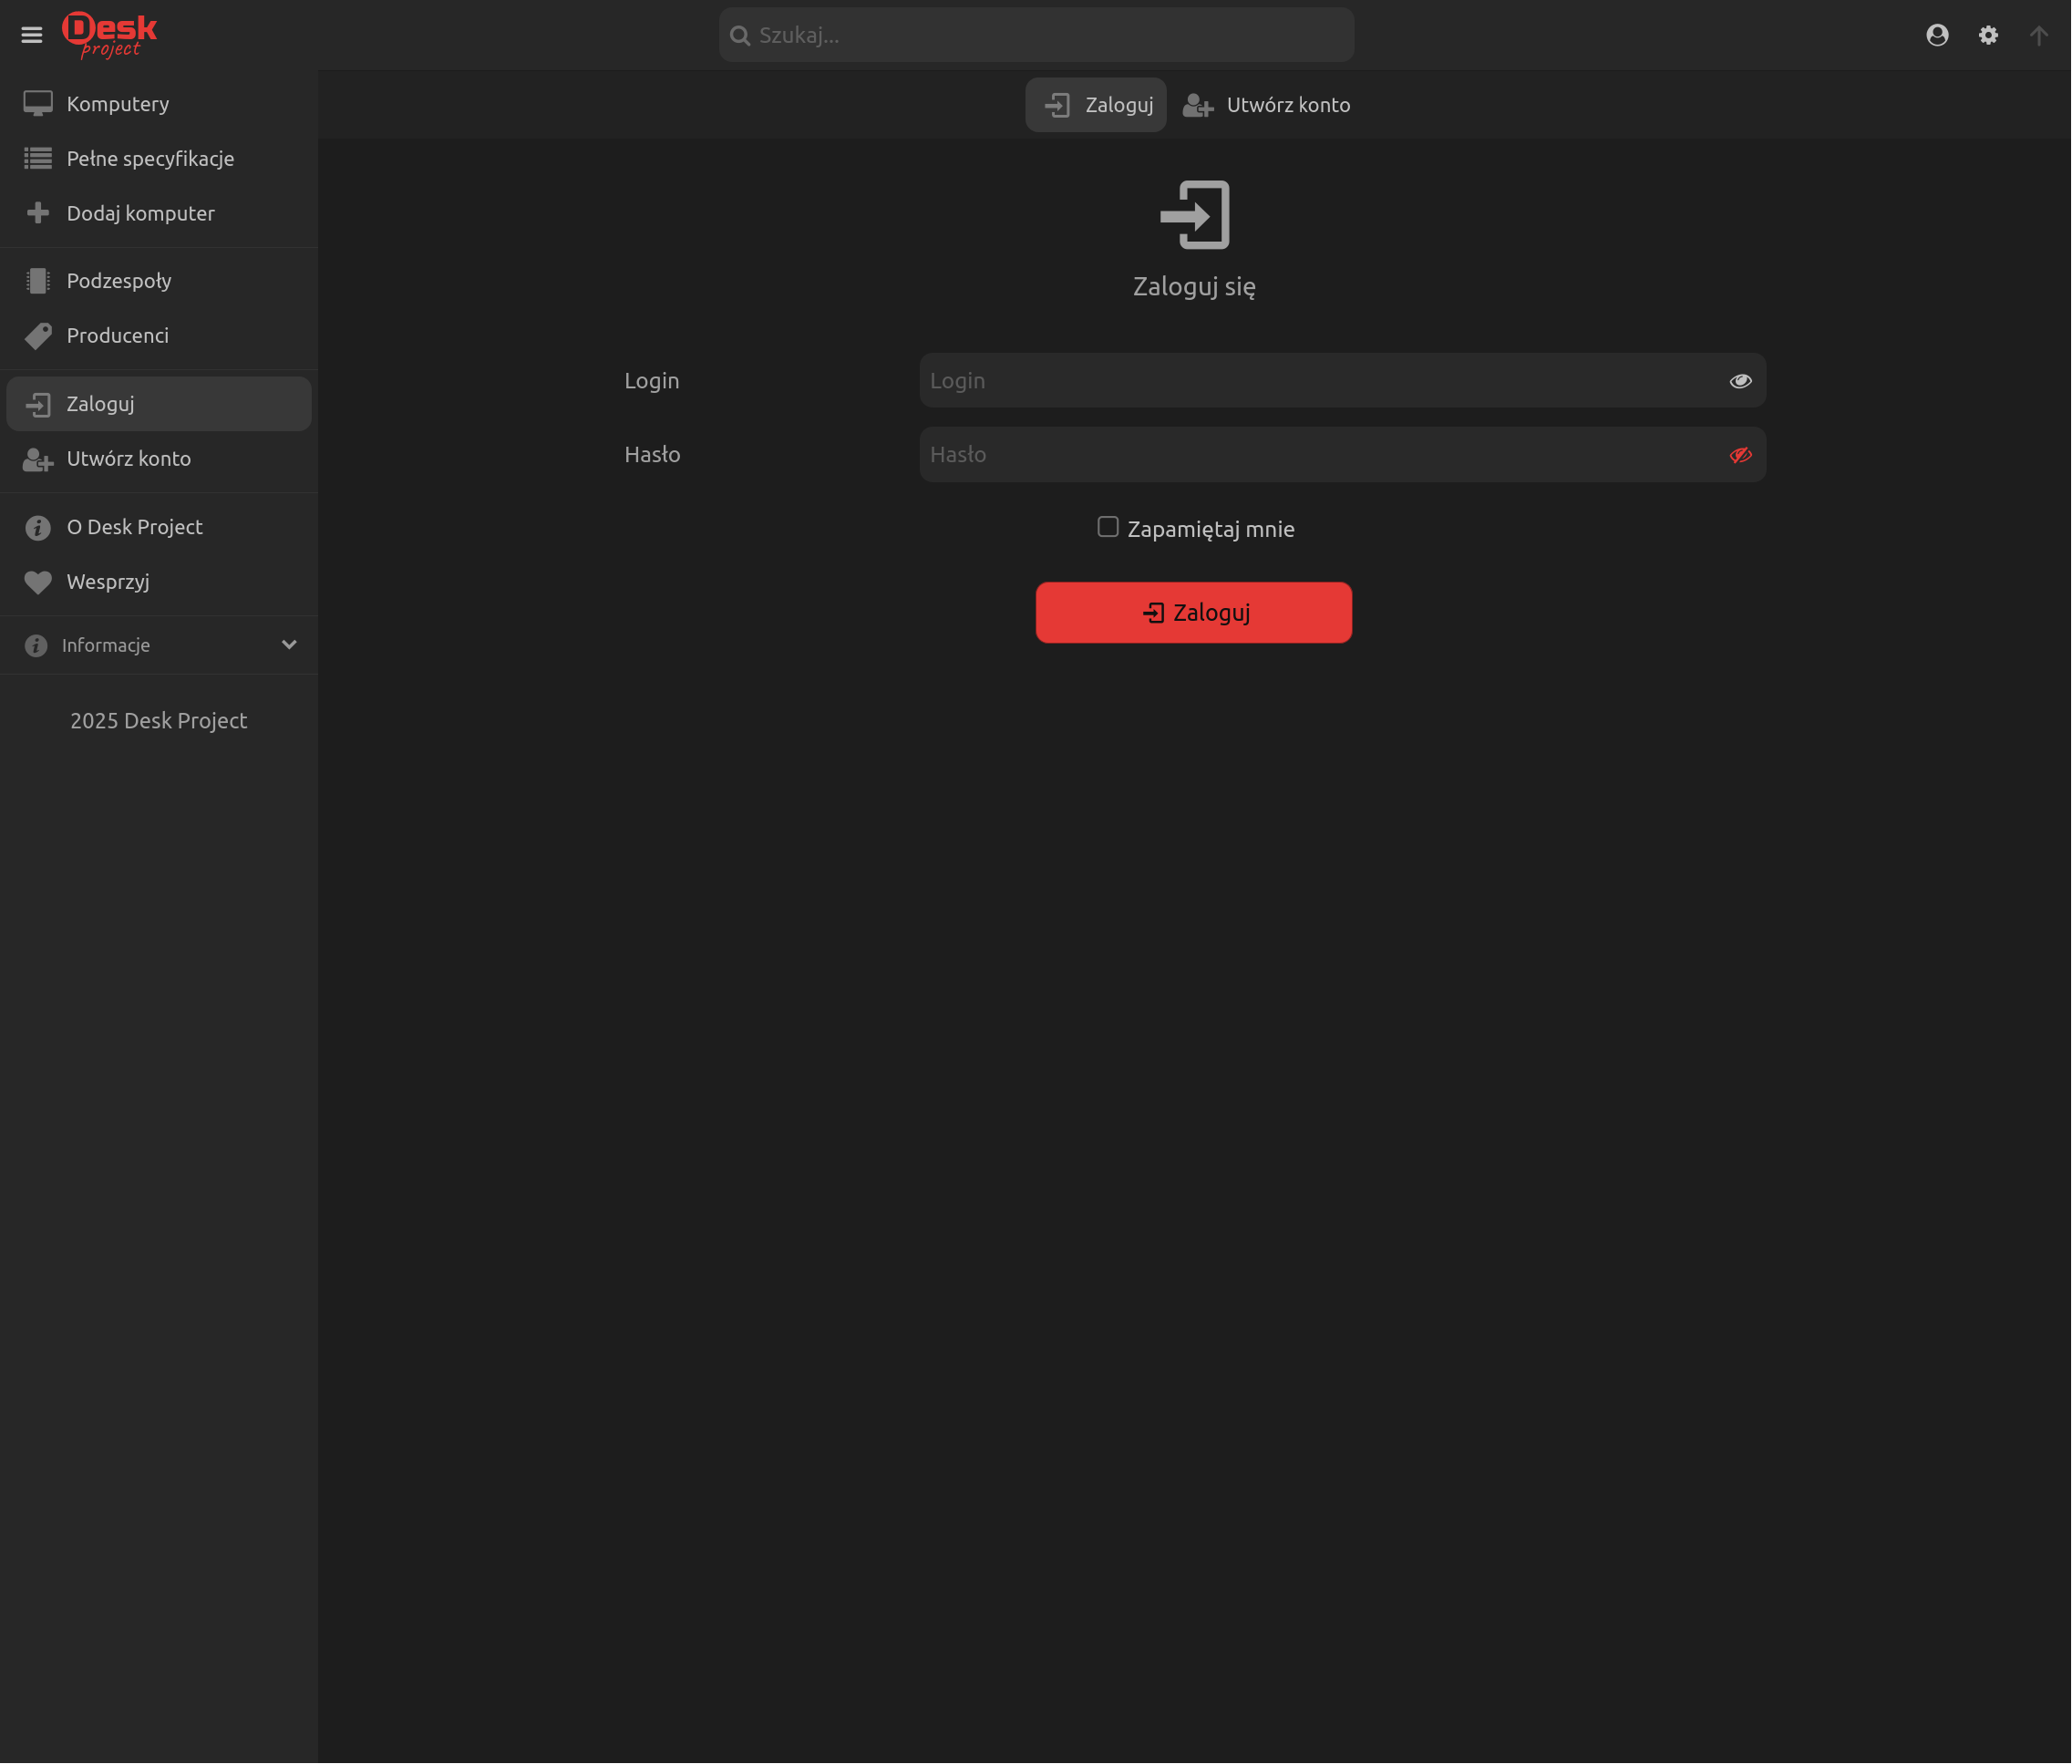 Desk
project
Szukaj...
Komputery
Pełne specyfikacje
Dodaj komputer
Podzespoły
Producenci
Zaloguj
Utwórz konto
O Desk Project
Wesprzyj
Informacje
2025 Desk Project
Zaloguj
Utwórz konto
Zaloguj się
Login
Login
Hasło
Hasło
Zapamiętaj mnie
Zaloguj